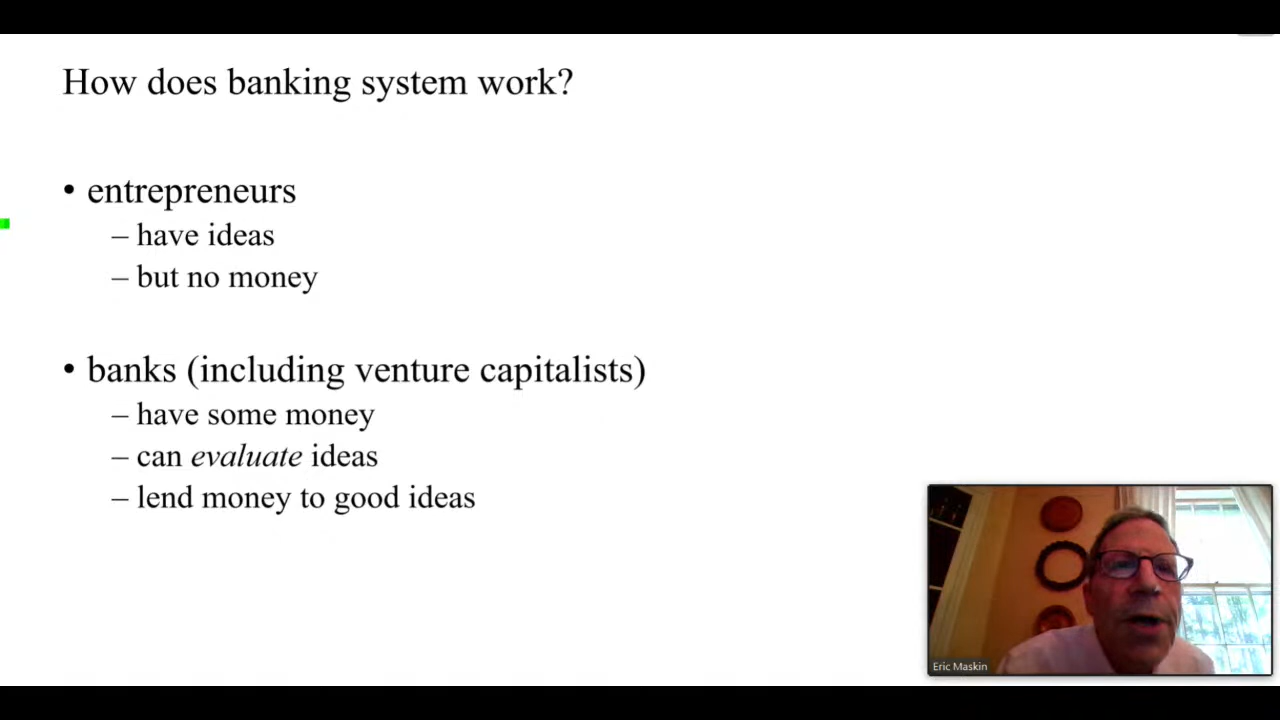 How does banking system work?
• entrepreneurs
– have ideas
– but no money
• banks (including venture capitalists)
– have some money
– can evaluate ideas
– lend money to good ideas
Eric Maskin